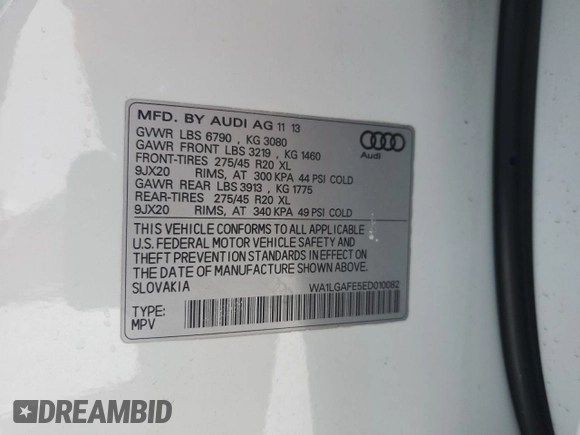 MFD. BY AUDI AG 11 13
GVWR LBS 6790 , KG 3080
GAWR FRONT LBS 3219 , KG 1460
FRONT-TIRES 275/45 R20 XL
9JX20 RIMS, AT 300 KPA 44 PSI COLD
GAWR REAR LBS 3913 , KG 1775
REAR-TIRES 275/45 R20 XL
9JX20 RIMS, AT 340 KPA 49 PSI COLD
Audi
THIS VEHICLE CONFORMS TO ALL APPLICABLE
U.S. FEDERAL MOTOR VEHICLE SAFETY AND
THEFT PREVENTION STANDARDS IN EFFECT ON
THE DATE OF MANUFACTURE SHOWN ABOVE.
SLOVAKIA WA1LGAFE5ED010082
TYPE:
MPV
DREAMBID